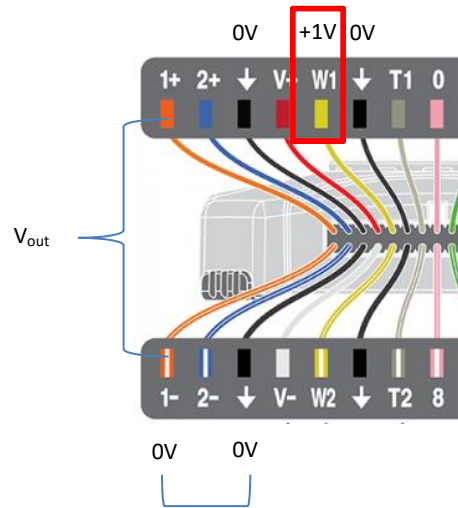 0V +1V 0V
1+ 2+ ↓ V+ W1 ↓ T1 0
Vout
1- 2- ↓ V- W2 ↓ T2 8
0V 0V